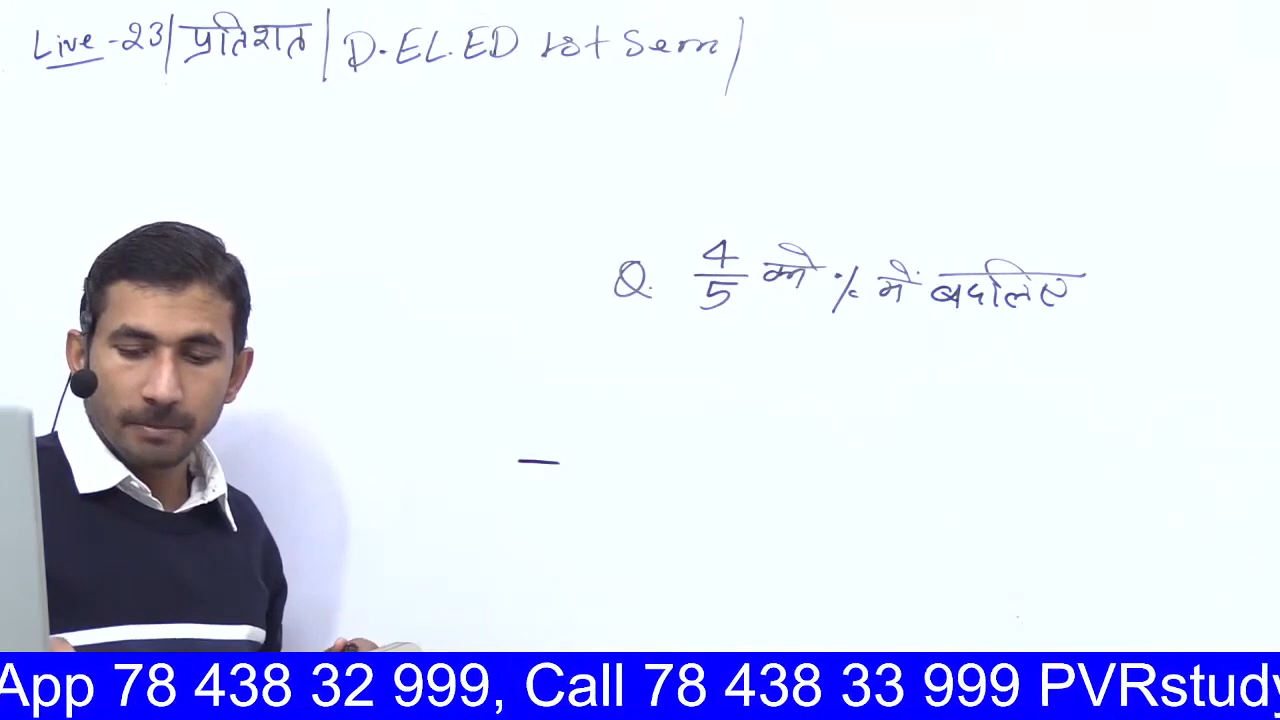 Live-23|प्रतिशत|D.EL.ED 1st Sem|
Q. 4/5 को % में बदलिए
App 78 438 32 999, Call 78 438 33 999 PVRstudy